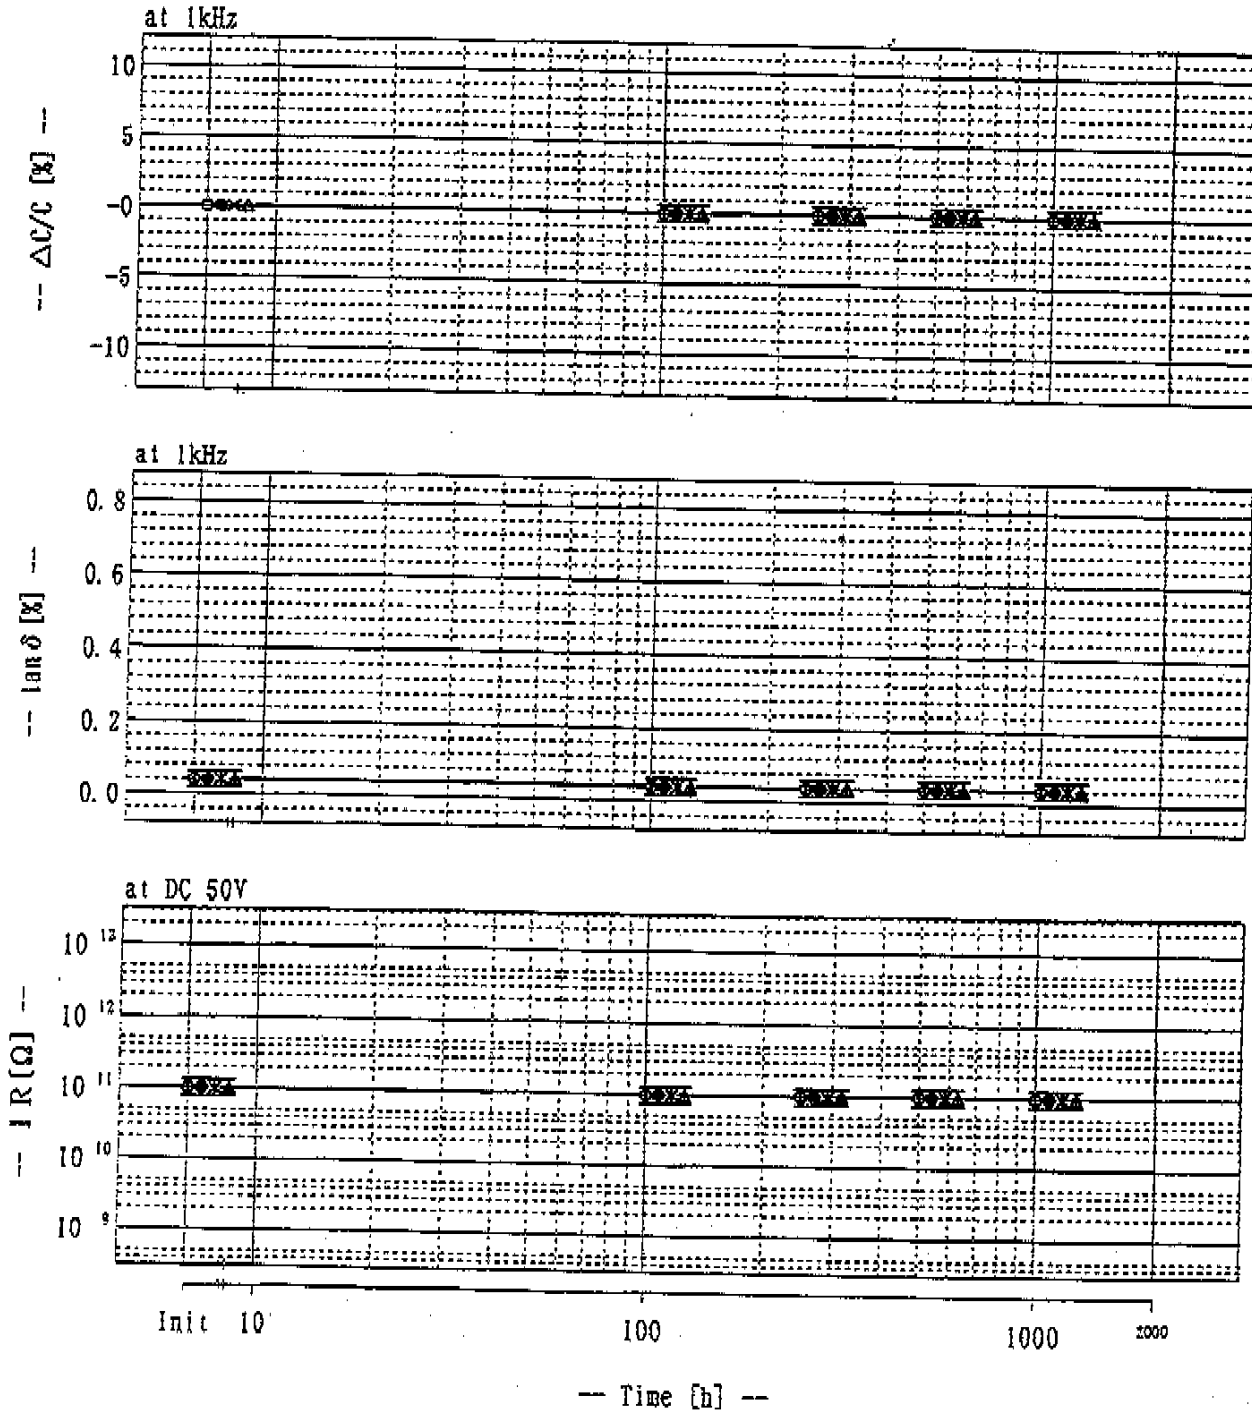 at 1kHz
10
5
-0
-5
-10
-- ΔC/C [%] --
at 1kHz
0.8
0.6
0.4
0.2
0.0
-- tan δ [%] --
at DC 50V
10 13
10 12
10 11
10 10
10 9
-- IR[Ω] --
Init 10 100 1000 2000
-- Time [h] --